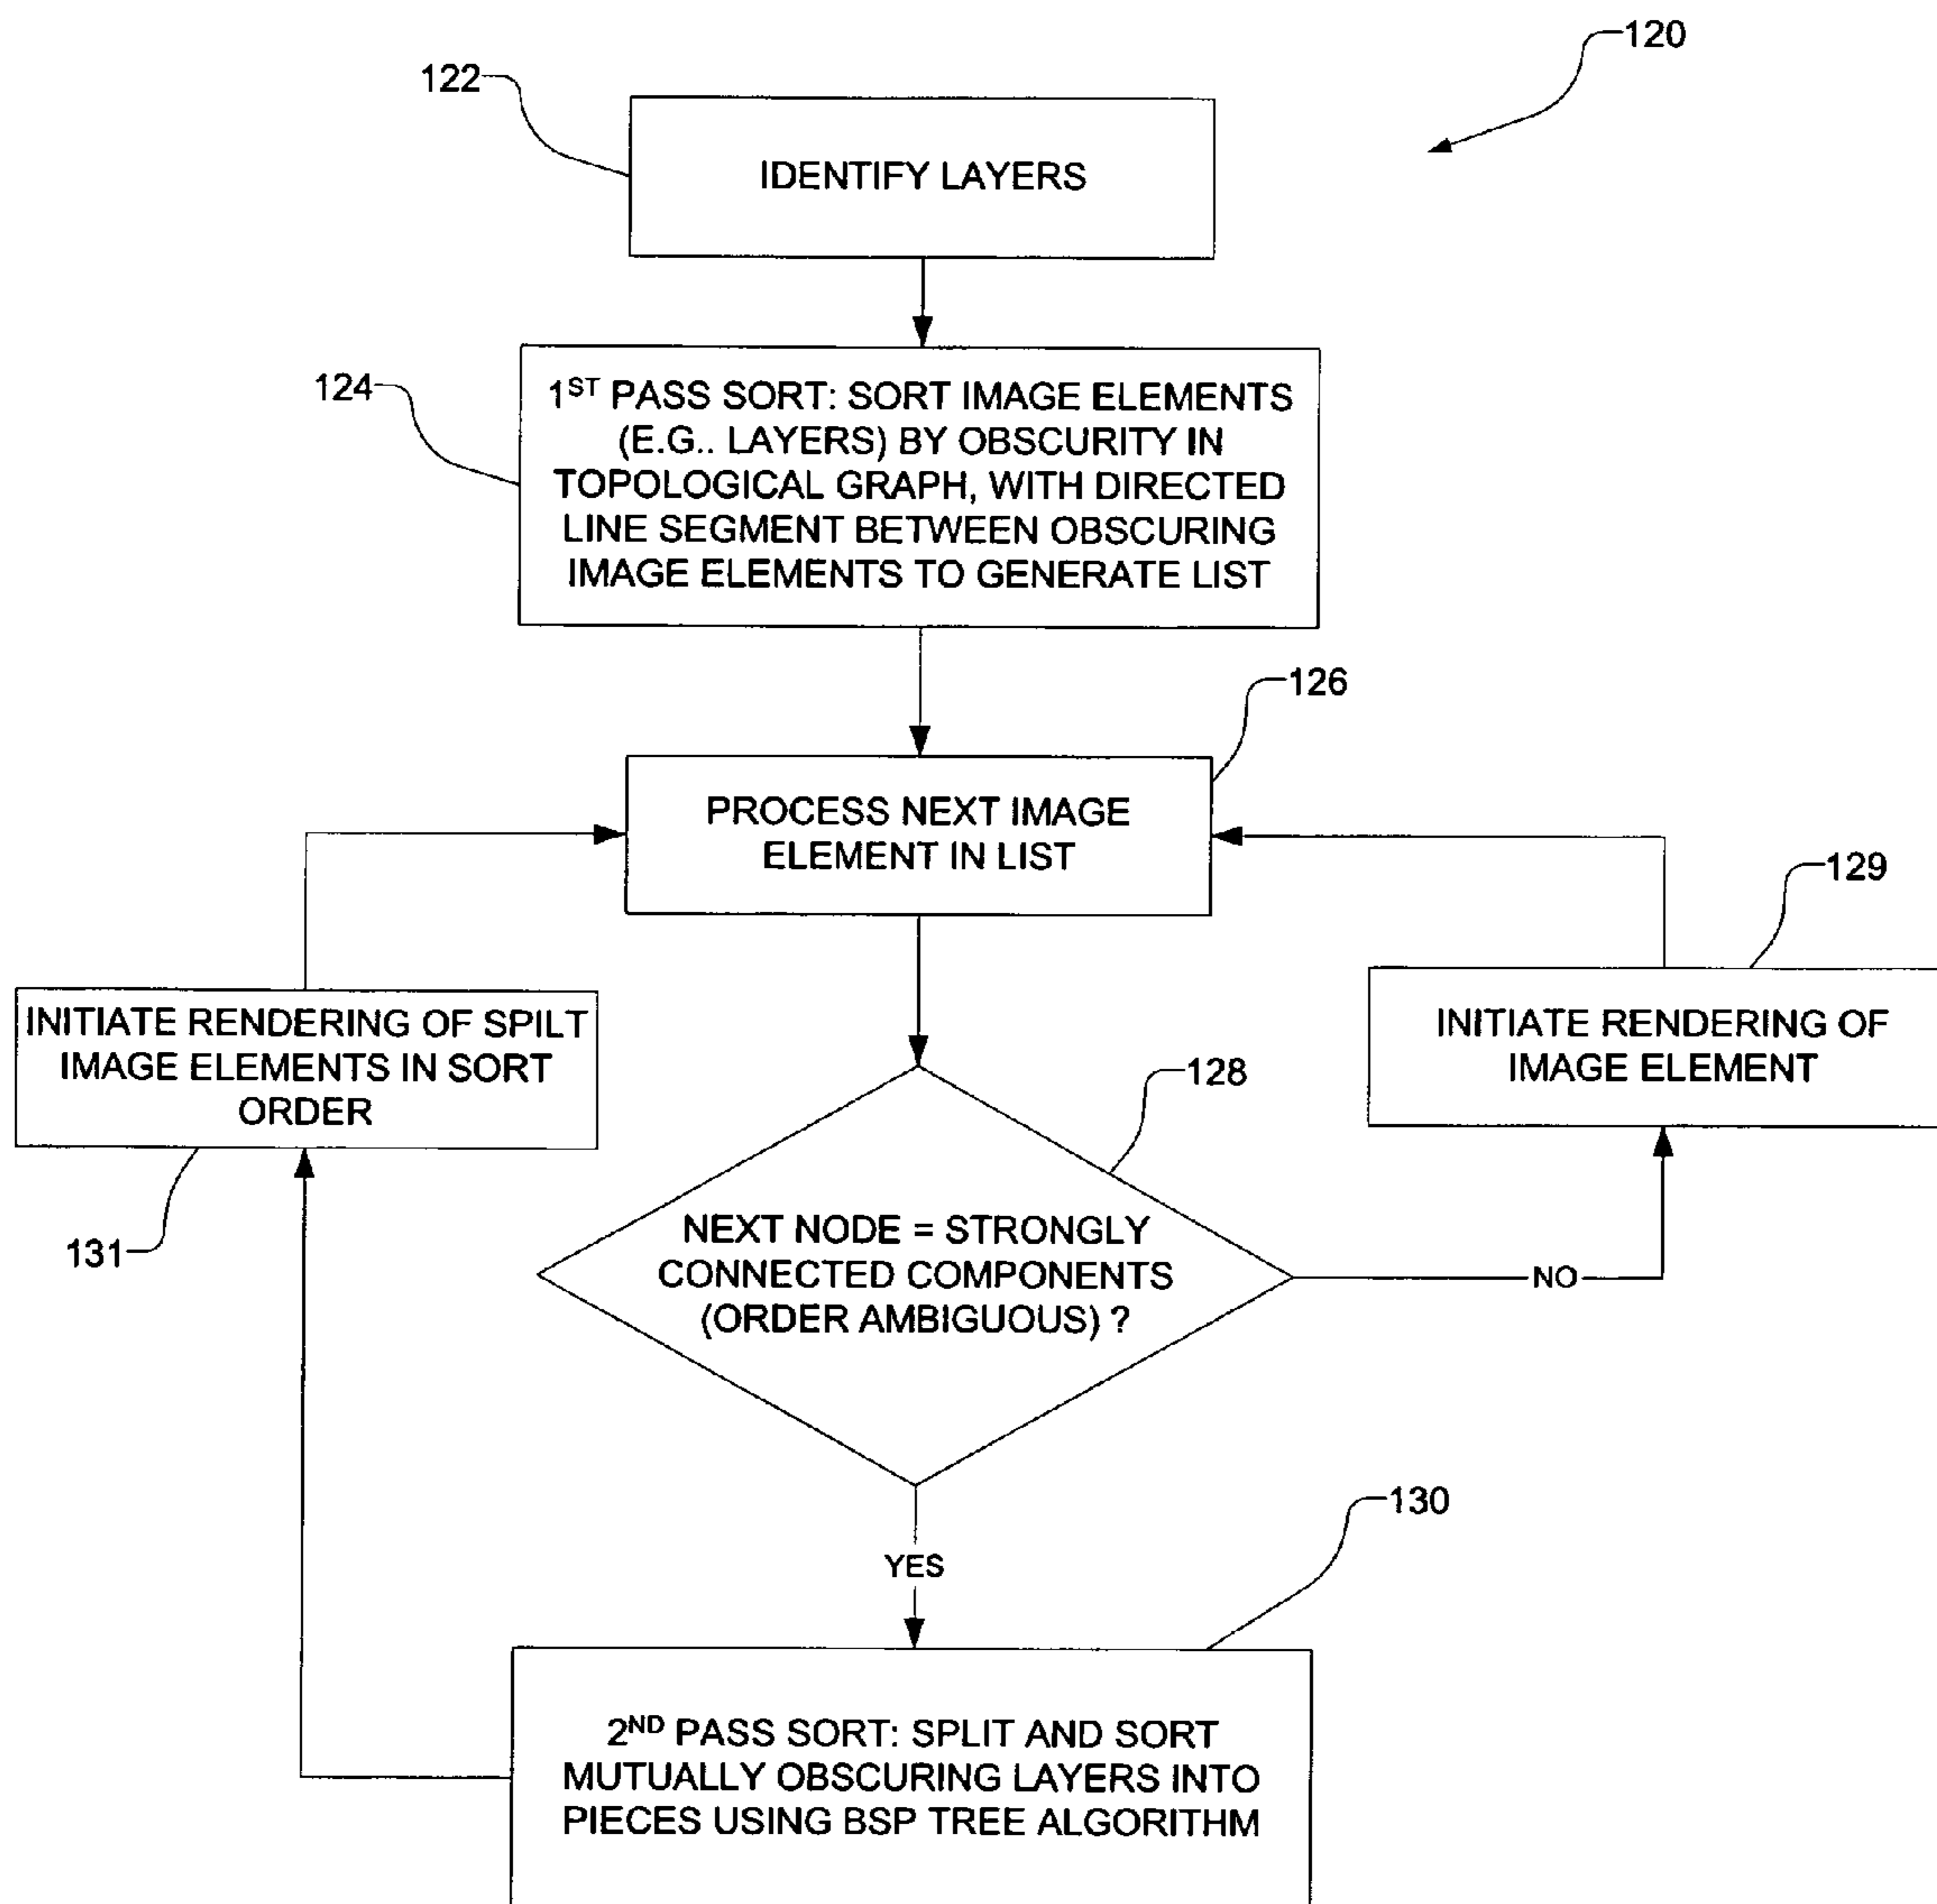 120
122
IDENTIFY LAYERS
124
1ST PASS SORT: SORT IMAGE ELEMENTS
(E.G.. LAYERS) BY OBSCURITY IN
TOPOLOGICAL GRAPH, WITH DIRECTED
LINE SEGMENT BETWEEN OBSCURING
IMAGE ELEMENTS TO GENERATE LIST
126
PROCESS NEXT IMAGE
ELEMENT IN LIST
129
INITIATE RENDERING OF SPILT
IMAGE ELEMENTS IN SORT
ORDER
131
INITIATE RENDERING OF
IMAGE ELEMENT
128
NEXT NODE = STRONGLY
CONNECTED COMPONENTS
(ORDER AMBIGUOUS) ?
NO
YES
130
2ND PASS SORT: SPLIT AND SORT
MUTUALLY OBSCURING LAYERS INTO
PIECES USING BSP TREE ALGORITHM